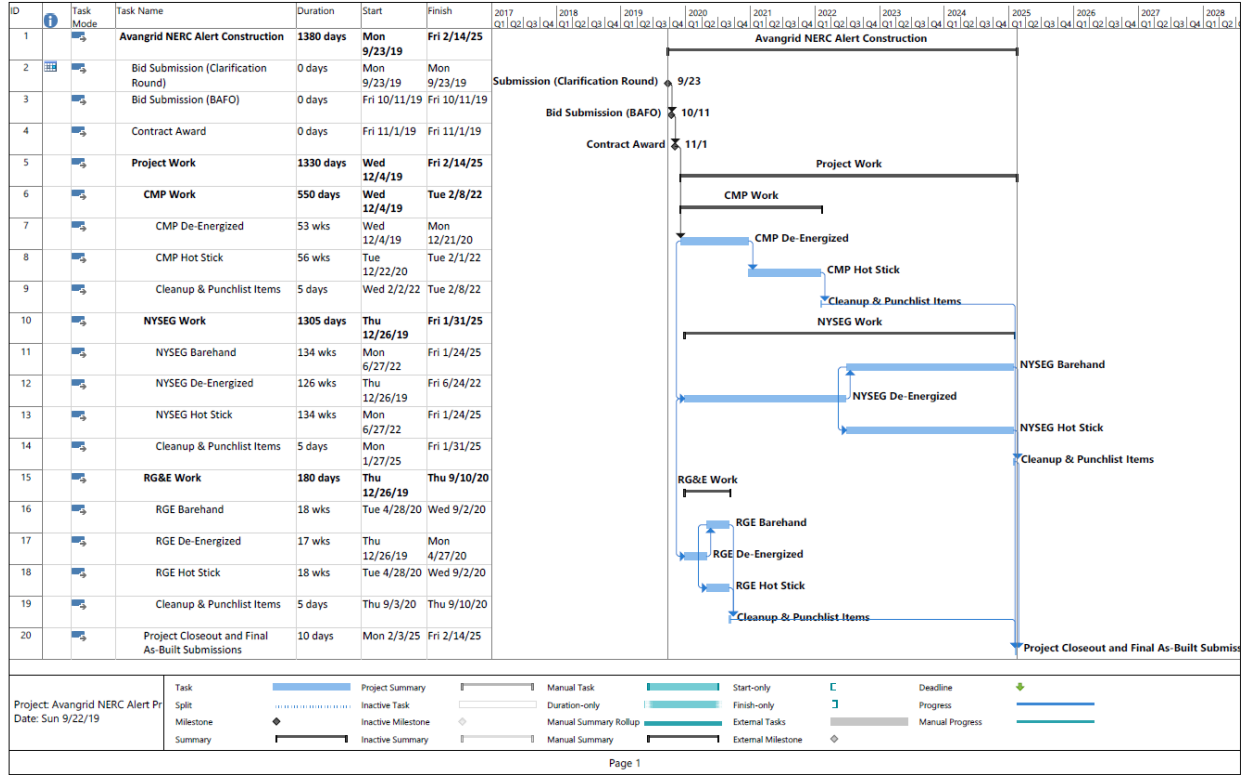 ID Task Mode Task Name Duration Start Finish
2017 2018 2019 2020 2021 2022 2023 2024 2025 2026 2027 2028
Q1 Q2 Q3 Q4 Q1 Q2 Q3 Q4 Q1 Q2 Q3 Q4 Q1 Q2 Q3 Q4 Q1 Q2 Q3 Q4 Q1 Q2 Q3 Q4 Q1 Q2 Q3 Q4 Q1 Q2 Q3 Q4 Q1 Q2 Q3 Q4 Q1 Q2 Q3 Q4 Q1 Q2 Q3 Q4 Q1 Q2
1 Avangrid NERC Alert Construction 1380 days Mon 9/23/19 Fri 2/14/25 Avangrid NERC Alert Construction
2 Bid Submission (Clarification Round) 0 days Mon 9/23/19 Mon 9/23/19 Submission (Clarification Round) 9/23
3 Bid Submission (BAFO) 0 days Fri 10/11/19 Fri 10/11/19 Bid Submission (BAFO) 10/11
4 Contract Award 0 days Fri 11/1/19 Fri 11/1/19 Contract Award 11/1
5 Project Work 1330 days Wed 12/4/19 Fri 2/14/25 Project Work
6 CMP Work 550 days Wed 12/4/19 Tue 2/8/22 CMP Work
7 CMP De-Energized 53 wks Wed 12/4/19 Mon 12/21/20 CMP De-Energized
8 CMP Hot Stick 56 wks Tue 12/22/20 Tue 2/1/22 CMP Hot Stick
9 Cleanup & Punchlist Items 5 days Wed 2/2/22 Tue 2/8/22 Cleanup & Punchlist Items
10 NYSEG Work 1305 days Thu 12/26/19 Fri 1/31/25 NYSEG Work
11 NYSEG Barehand 134 wks Mon 6/27/22 Fri 1/24/25 NYSEG Barehand
12 NYSEG De-Energized 126 wks Thu 12/26/19 Fri 6/24/22 NYSEG De-Energized
13 NYSEG Hot Stick 134 wks Mon 6/27/22 Fri 1/24/25 NYSEG Hot Stick
14 Cleanup & Punchlist Items 5 days Mon 1/27/25 Fri 1/31/25 Cleanup & Punchlist Items
15 RG&E Work 180 days Thu 12/26/19 Thu 9/10/20 RG&E Work
16 RGE Barehand 18 wks Tue 4/28/20 Wed 9/2/20 RGE Barehand
17 RGE De-Energized 17 wks Thu 12/26/19 Mon 4/27/20 RGE De-Energized
18 RGE Hot Stick 18 wks Tue 4/28/20 Wed 9/2/20 RGE Hot Stick
19 Cleanup & Punchlist Items 5 days Thu 9/3/20 Thu 9/10/20 Cleanup & Punchlist Items
20 Project Closeout and Final As-Built Submissions 10 days Mon 2/3/25 Fri 2/14/25 Project Closeout and Final As-Built Submiss
Project: Avangrid NERC Alert Pr
Date: Sun 9/22/19
Task Project Summary Manual Task Start-only Deadline
Split Inactive Task Duration-only Finish-only Progress
Milestone Inactive Milestone Manual Summary Rollup External Tasks Manual Progress
Summary Inactive Summary Manual Summary External Milestone
Page 1